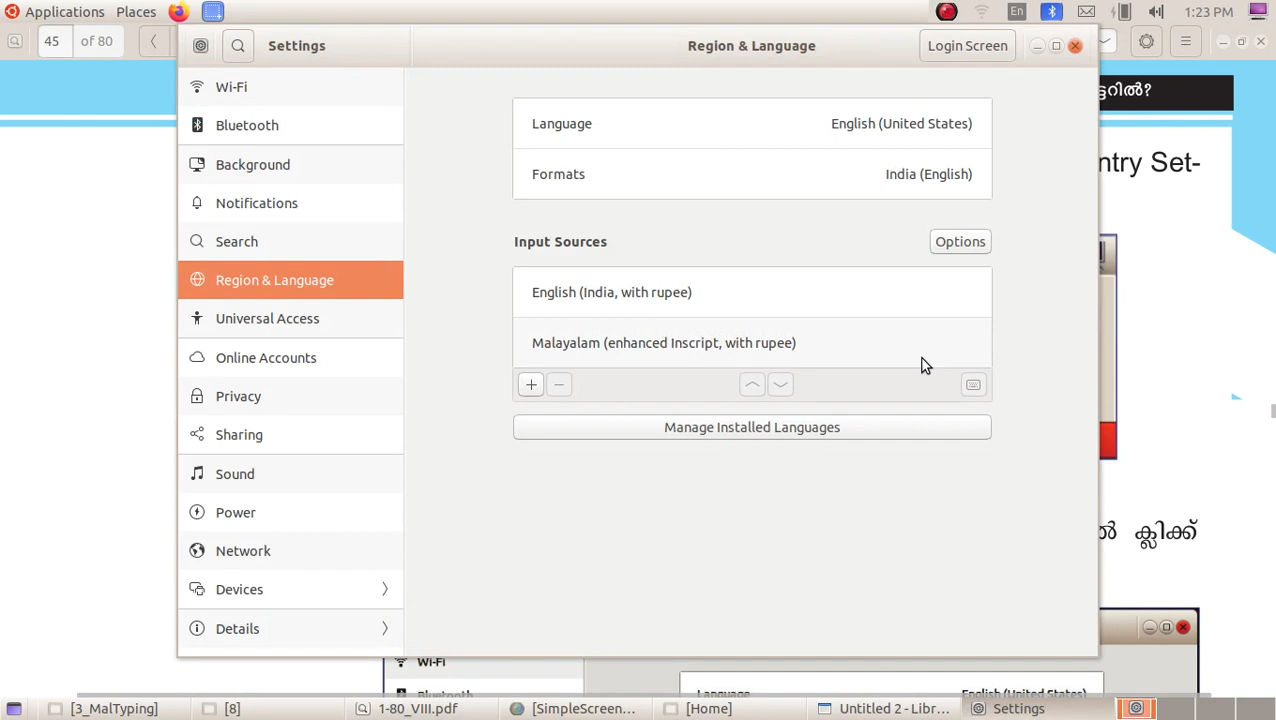 Applications Places En 1:23 PM
45 of 80
Settings Region & Language Login Screen
റിൽ?
Wi-Fi
Bluetooth
Background
Notifications
Search
Region & Language
Universal Access
Online Accounts
Privacy
Sharing
Sound
Power
Network
Devices
Details
Language English (United States)
Formats India (English)
Input Sources Options
English (India, with rupee)
Malayalam (enhanced Inscript, with rupee)
Manage Installed Languages
ntry Set-
ൽ ക്ലിക്ക്
Wi-Fi
Bluetooth
Language English (United States)
[3_MalTyping] [8] 1-80_VIII.pdf [SimpleScreen... [Home] Untitled 2 - Libr... Settings